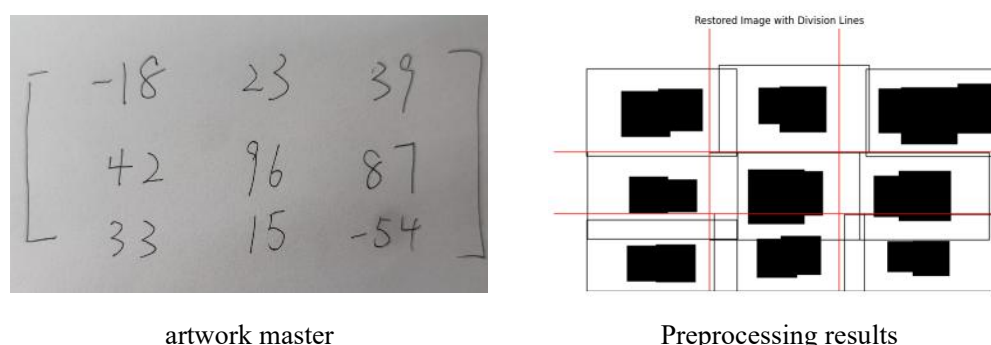 Restored Image with Division Lines
-18 23 39
42 96 87
33 15 -54
artwork master
Preprocessing results